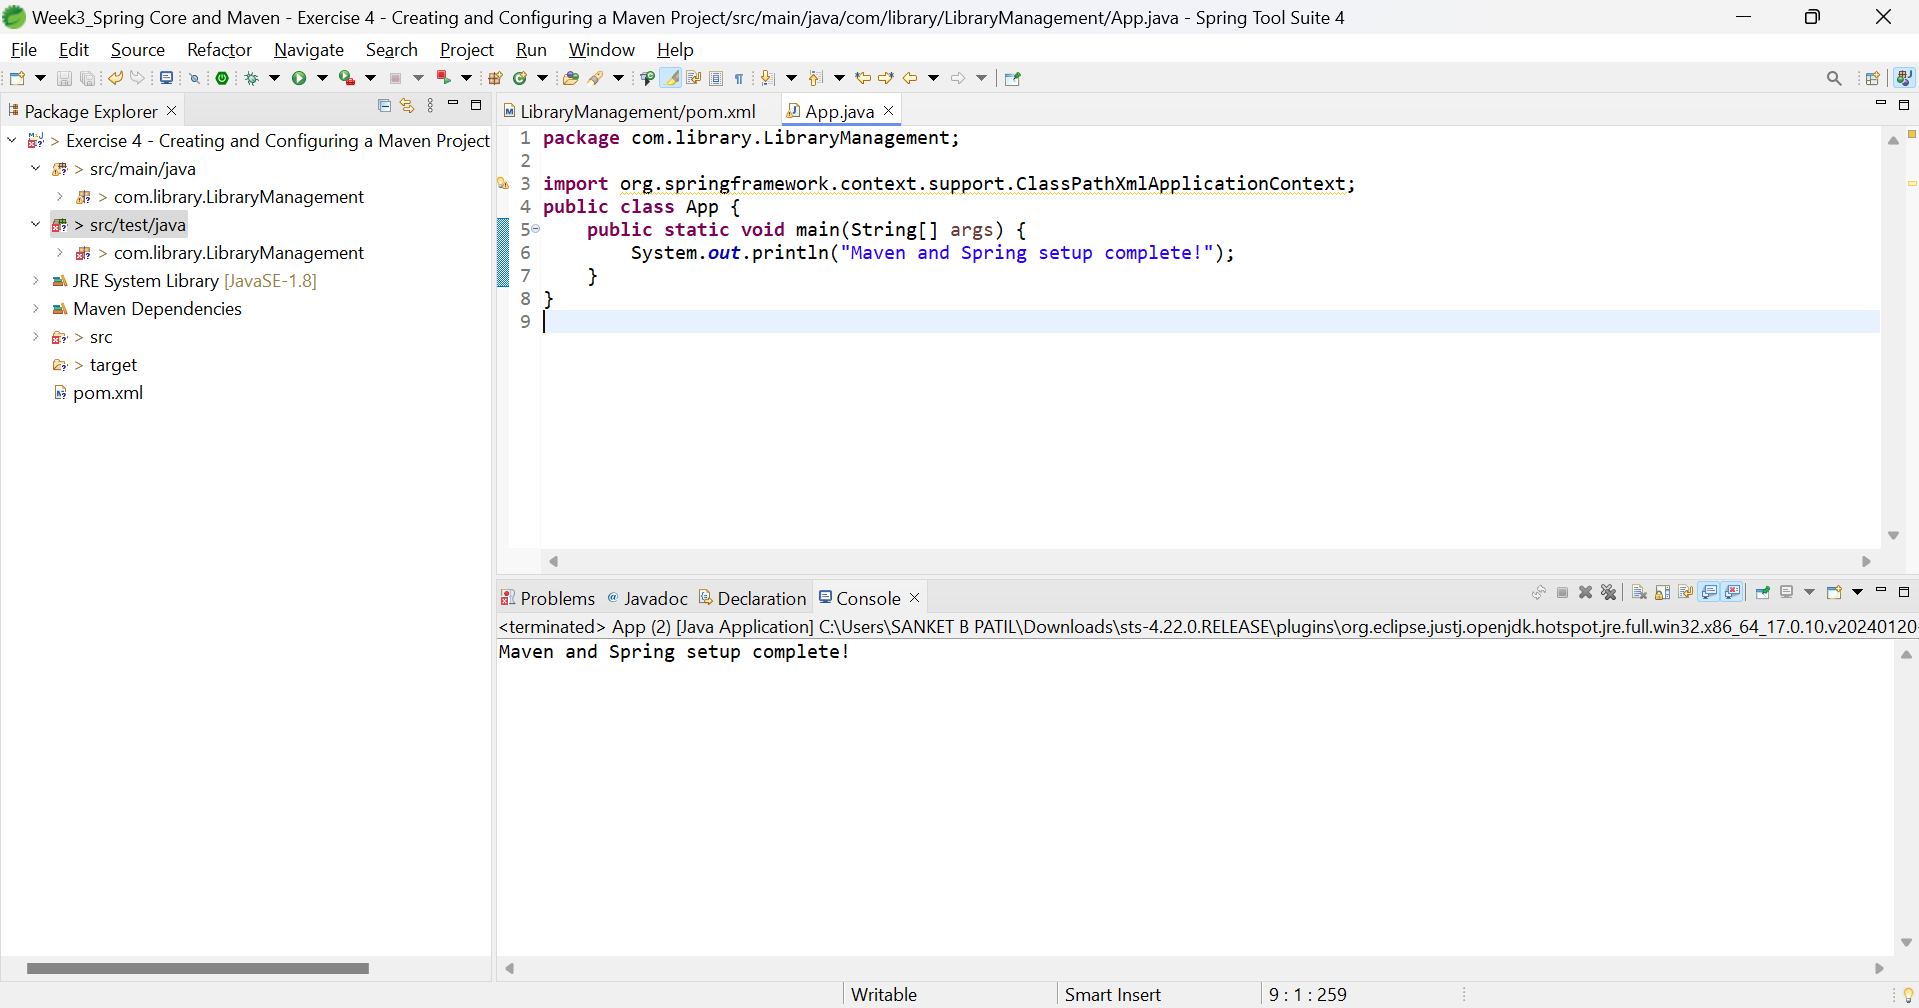 Week3_Spring Core and Maven - Exercise 4 - Creating and Configuring a Maven Project/src/main/java/com/library/LibraryManagement/App.java - Spring Tool Suite 4
File Edit Source Refactor Navigate Search Project Run Window Help
Package Explorer
LibraryManagement/pom.xml
App.java
> Exercise 4 - Creating and Configuring a Maven Project
> src/main/java
> com.library.LibraryManagement
> src/test/java
> com.library.LibraryManagement
JRE System Library [JavaSE-1.8]
Maven Dependencies
> src
> target
pom.xml
1 package com.library.LibraryManagement;
2
3 import org.springframework.context.support.ClassPathXmlApplicationContext;
4 public class App {
5     public static void main(String[] args) {
6         System.out.println("Maven and Spring setup complete!");
7     }
8 }
9
Problems @ Javadoc Declaration Console
<terminated> App (2) [Java Application] C:\Users\SANKET B PATIL\Downloads\sts-4.22.0.RELEASE\plugins\org.eclipse.justj.openjdk.hotspot.jre.full.win32.x86_64_17.0.10.v20240120-
Maven and Spring setup complete!
Writable Smart Insert 9 : 1 : 259